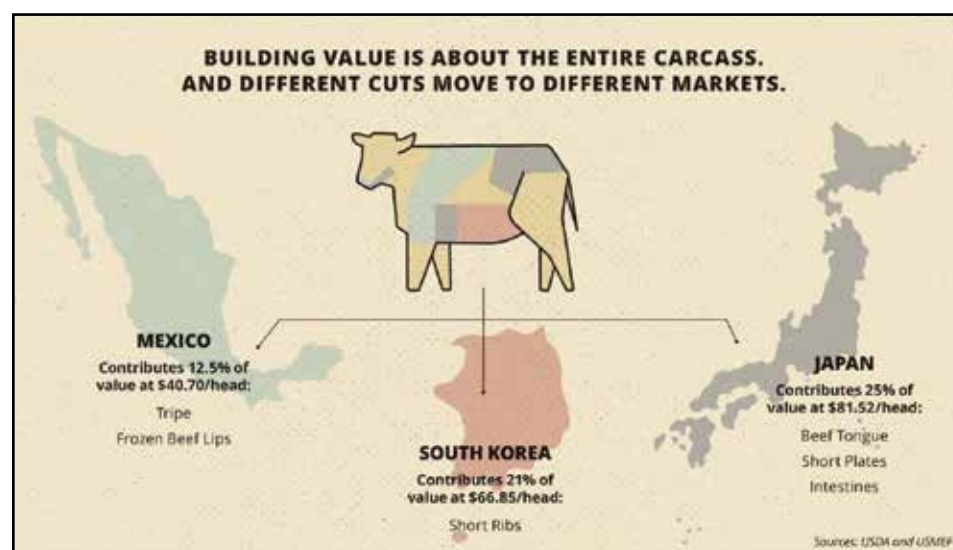 BUILDING VALUE IS ABOUT THE ENTIRE CARCASS.
AND DIFFERENT CUTS MOVE TO DIFFERENT MARKETS.
MEXICO
Contributes 12.5% of
value at $40.70/head:
Tripe
Frozen Beef Lips
SOUTH KOREA
Contributes 21% of
value at $66.85/head:
Short Ribs
JAPAN
Contributes 25% of
value at $81.52/head:
Beef Tongue
Short Plates
Intestines
Sources: USDA and USMEF